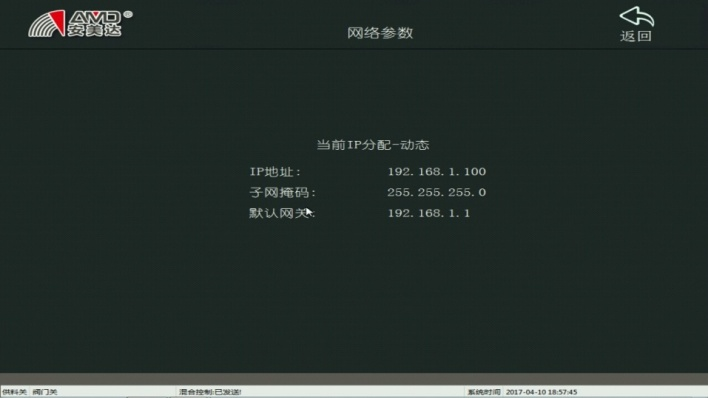 AMD®
安美达
网络参数
返回
当前IP分配-动态
IP地址: 192.168.1.100
子网掩码: 255.255.255.0
默认网关: 192.168.1.1
供料关 阀门关 混合控制:已发送! 系统时间 2017-04-10 18:57:45